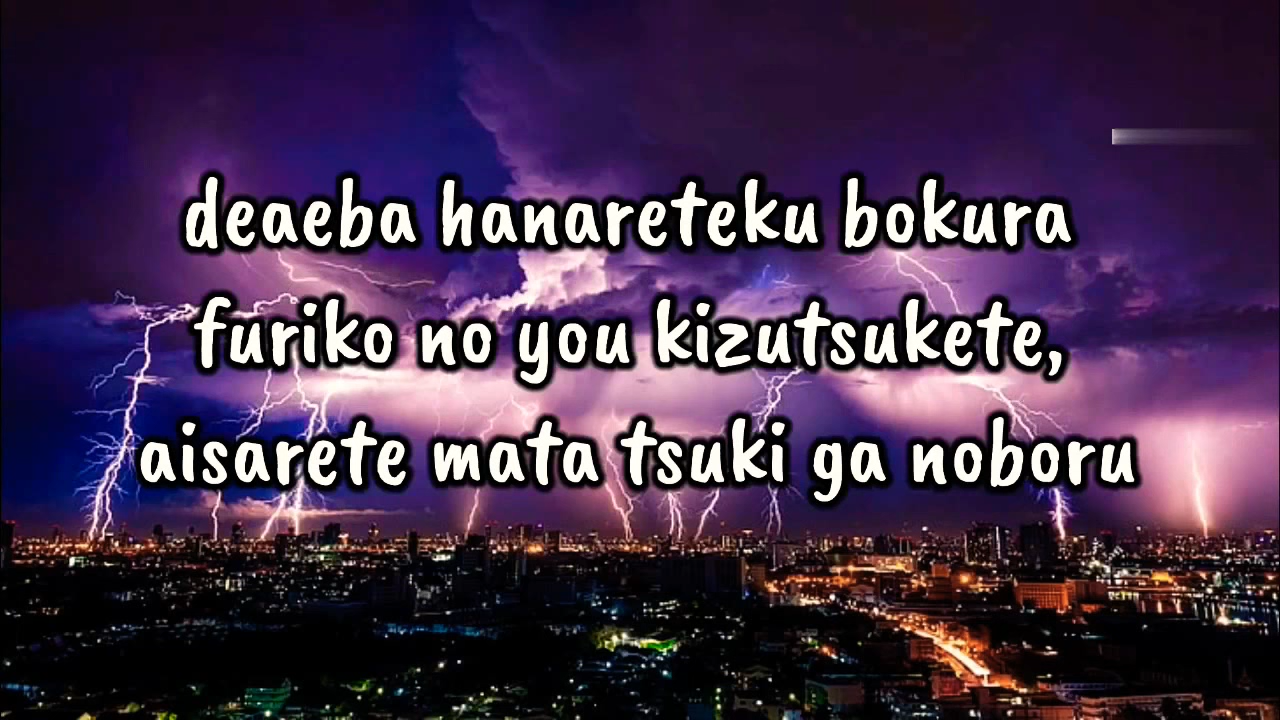 deaeba hanareteku bokura
furiko no you kizutsukete,
aisarete mata tsuki ga noboru